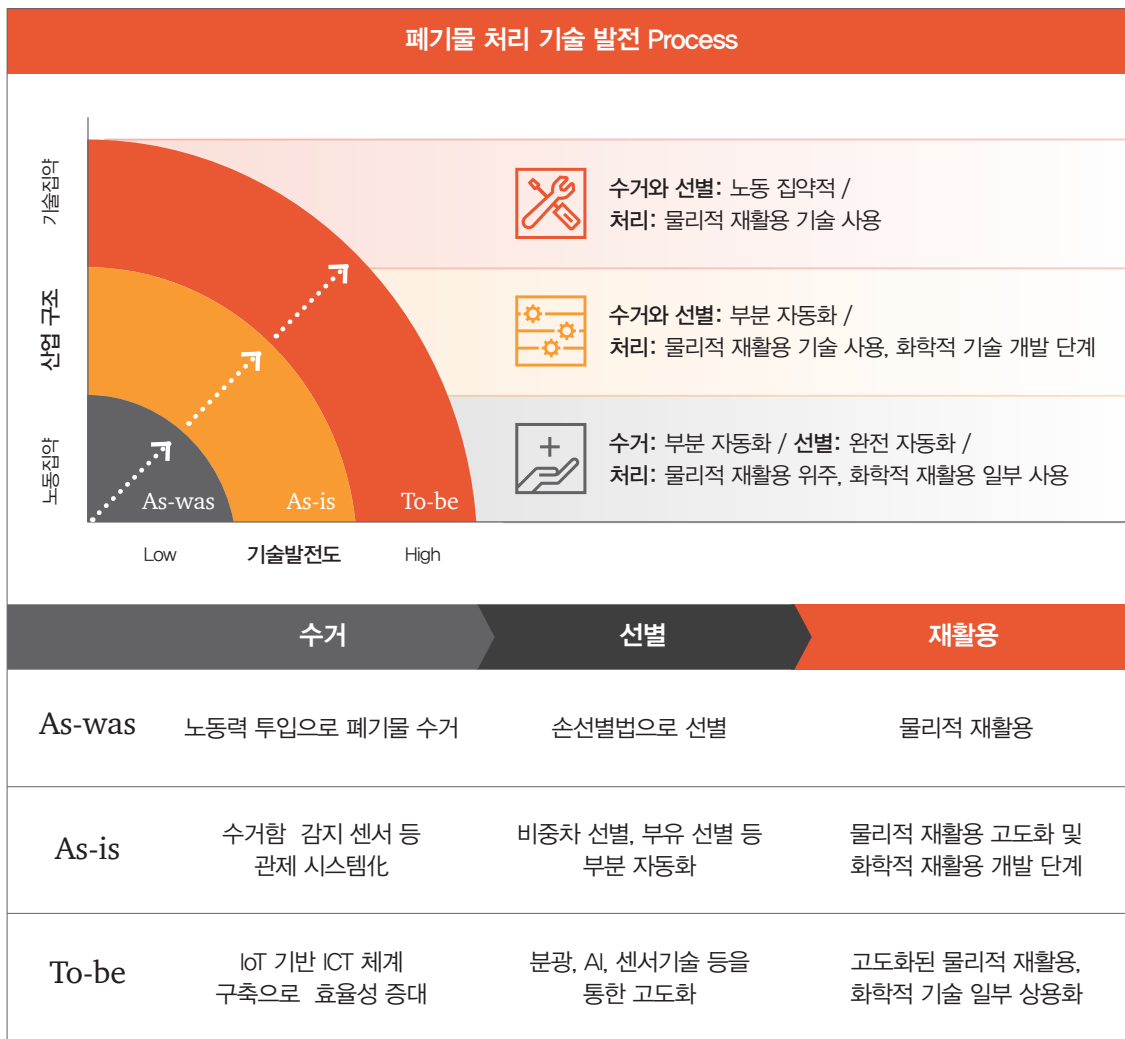 폐기물 처리 기술 발전 Process
기술집약
산업 구조
노동집약
수거와 선별: 노동 집약적 /
처리: 물리적 재활용 기술 사용
수거와 선별: 부분 자동화 /
처리: 물리적 재활용 기술 사용, 화학적 기술 개발 단계
수거: 부분 자동화 / 선별: 완전 자동화 /
처리: 물리적 재활용 위주, 화학적 재활용 일부 사용
As-was As-is To-be
Low 기술발전도 High
수거 선별 재활용
As-was 노동력 투입으로 폐기물 수거 손선별법으로 선별 물리적 재활용
수거함 감지 센서 등 비중차 선별, 부유 선별 등 물리적 재활용 고도화 및
As-is
관제 시스템化 부분 자동화 화학적 재활용 개발 단계
IoT 기반 ICT 체계 분광, AI, 센서기술 등을 고도화된 물리적 재활용,
To-be
구축으로 효율성 증대 통한 고도화 화학적 기술 일부 상용화